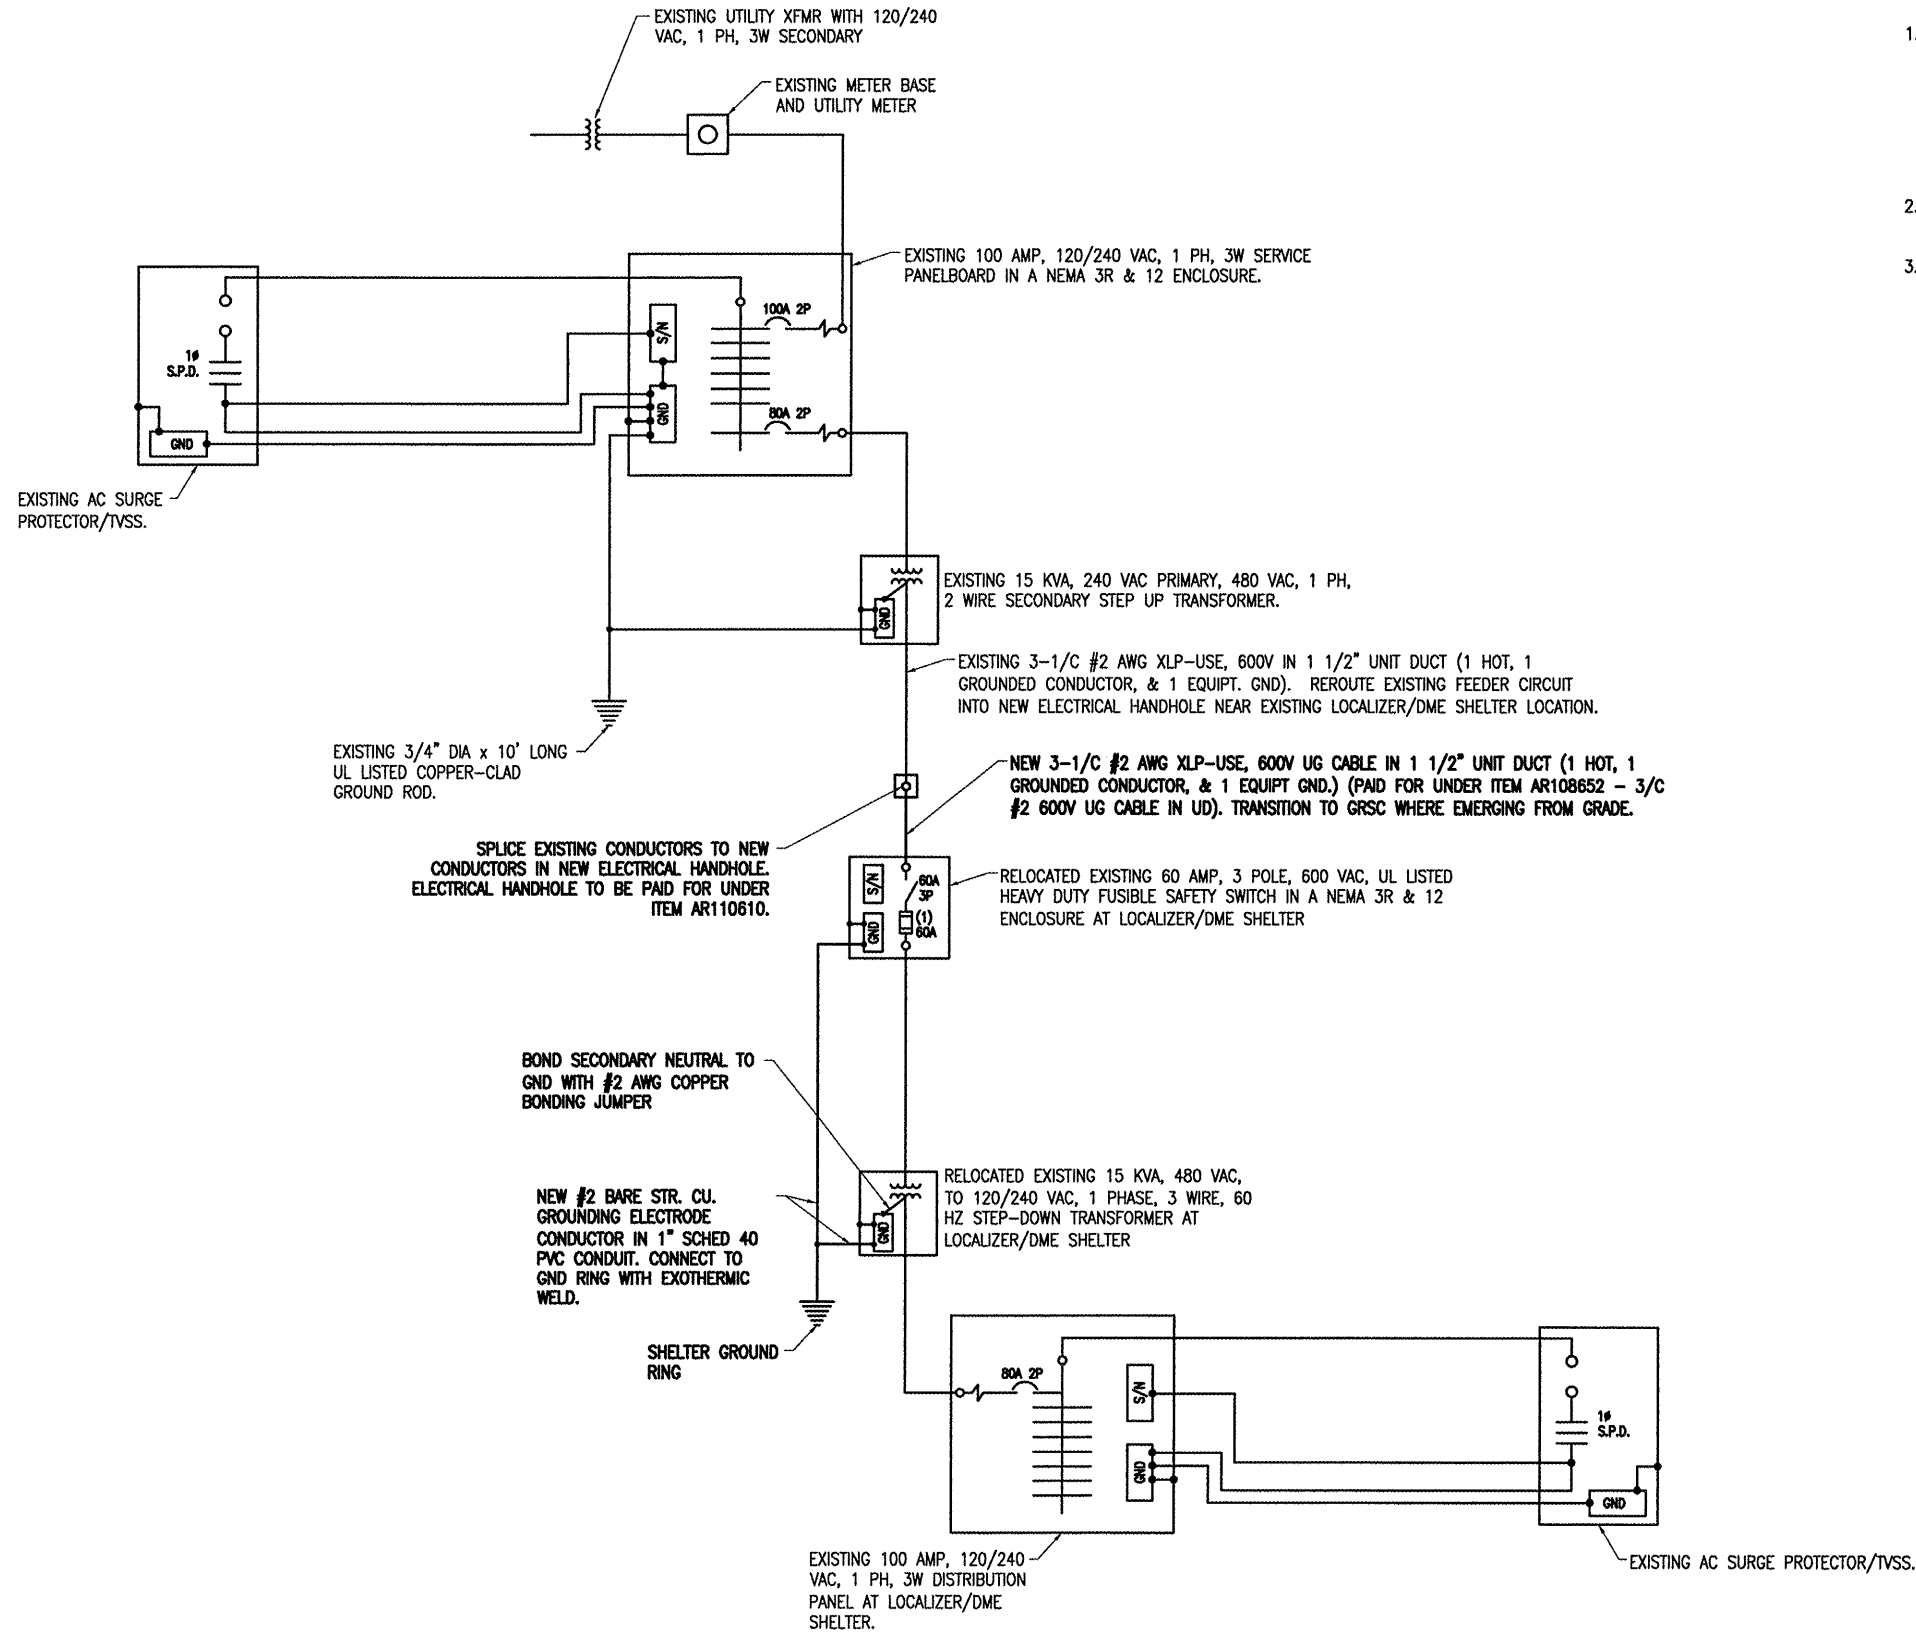 EXISTING UTILITY XFMR WITH 120/240
VAC, 1 PH, 3W SECONDARY
1.
EXISTING METER BASE
AND UTILITY METER
2.
EXISTING 100 AMP, 120/240 VAC, 1 PH, 3W SERVICE
PANELBOARD IN A NEMA 3R & 12 ENCLOSURE.
3.
100A 2P
S/N
1ø
S.P.D.
GND
80A 2P
GND
EXISTING AC SURGE
PROTECTOR/TVSS.
EXISTING 15 KVA, 240 VAC PRIMARY, 480 VAC, 1 PH,
2 WIRE SECONDARY STEP UP TRANSFORMER.
GND
EXISTING 3-1/C #2 AWG XLP-USE, 600V IN 1 1/2" UNIT DUCT (1 HOT, 1
GROUNDED CONDUCTOR, & 1 EQUIPT. GND). REROUTE EXISTING FEEDER CIRCUIT
INTO NEW ELECTRICAL HANDHOLE NEAR EXISTING LOCALIZER/DME SHELTER LOCATION.
EXISTING 3/4" DIA x 10' LONG
UL LISTED COPPER-CLAD
GROUND ROD.
NEW 3-1/C #2 AWG XLP-USE, 600V UG CABLE IN 1 1/2" UNIT DUCT (1 HOT, 1
GROUNDED CONDUCTOR, & 1 EQUIPT GND.) (PAID FOR UNDER ITEM AR108652 - 3/C
#2 600V UG CABLE IN UD). TRANSITION TO GRSC WHERE EMERGING FROM GRADE.
SPLICE EXISTING CONDUCTORS TO NEW
CONDUCTORS IN NEW ELECTRICAL HANDHOLE.
ELECTRICAL HANDHOLE TO BE PAID FOR UNDER
ITEM AR110610.
S/N
60A
3P
(1)
60A
GND
RELOCATED EXISTING 60 AMP, 3 POLE, 600 VAC, UL LISTED
HEAVY DUTY FUSIBLE SAFETY SWITCH IN A NEMA 3R & 12
ENCLOSURE AT LOCALIZER/DME SHELTER
BOND SECONDARY NEUTRAL TO
GND WITH #2 AWG COPPER
BONDING JUMPER
RELOCATED EXISTING 15 KVA, 480 VAC,
TO 120/240 VAC, 1 PHASE, 3 WIRE, 60
HZ STEP-DOWN TRANSFORMER AT
LOCALIZER/DME SHELTER
GND
NEW #2 BARE STR. CU.
GROUNDING ELECTRODE
CONDUCTOR IN 1" SCHED 40
PVC CONDUIT. CONNECT TO
GND RING WITH EXOTHERMIC
WELD.
SHELTER GROUND
RING
80A 2P
S/N
1ø
S.P.D.
GND
GND
EXISTING 100 AMP, 120/240
VAC, 1 PH, 3W DISTRIBUTION
PANEL AT LOCALIZER/DME
SHELTER.
EXISTING AC SURGE PROTECTOR/TVSS.